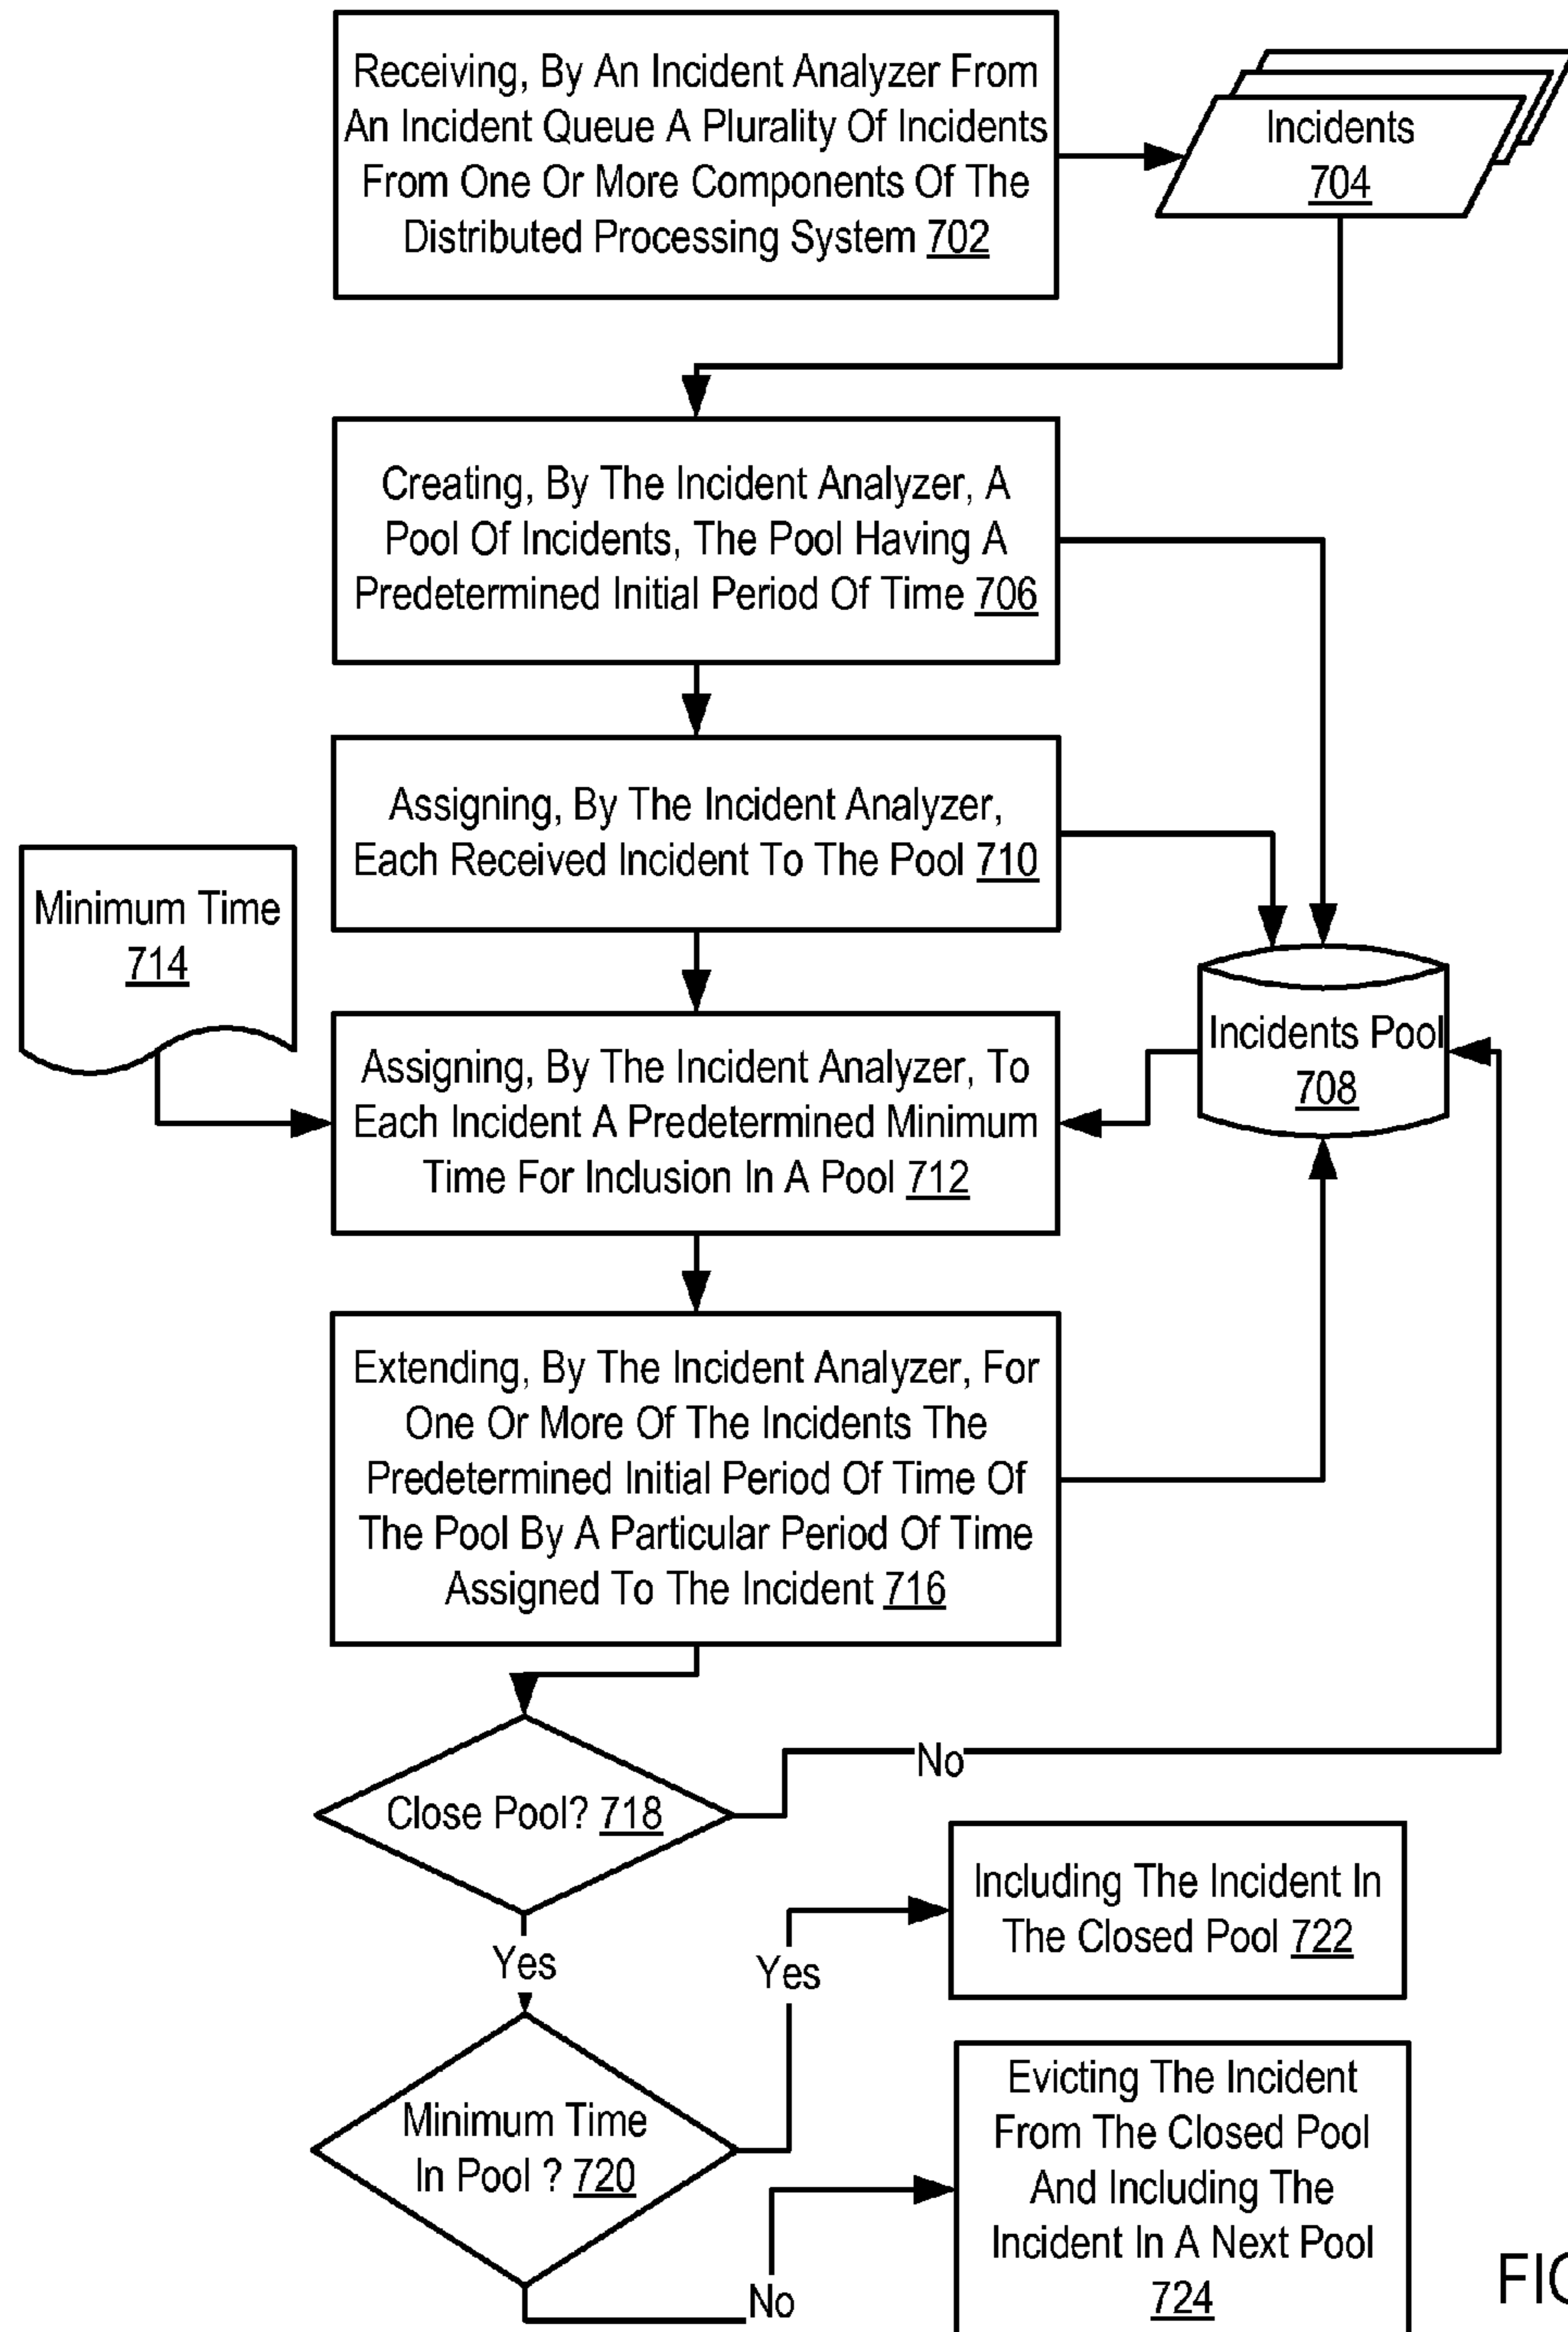 Receiving, By An Incident Analyzer From
An Incident Queue A Plurality Of Incidents
From One Or More Components Of The
Distributed Processing System 702
Incidents
704
Creating, By The Incident Analyzer, A
Pool Of Incidents, The Pool Having A
Predetermined Initial Period Of Time 706
Assigning, By The Incident Analyzer,
Each Received Incident To The Pool 710
Minimum Time
714
Incidents Pool
708
Assigning, By The Incident Analyzer, To
Each Incident A Predetermined Minimum
Time For Inclusion In A Pool 712
Extending, By The Incident Analyzer, For
One Or More Of The Incidents The
Predetermined Initial Period Of Time Of
The Pool By A Particular Period Of Time
Assigned To The Incident 716
No
Close Pool? 718
Including The Incident In
The Closed Pool 722
Yes
Yes
Minimum Time
In Pool ? 720
Evicting The Incident
From The Closed Pool
And Including The
Incident In A Next Pool
724
No